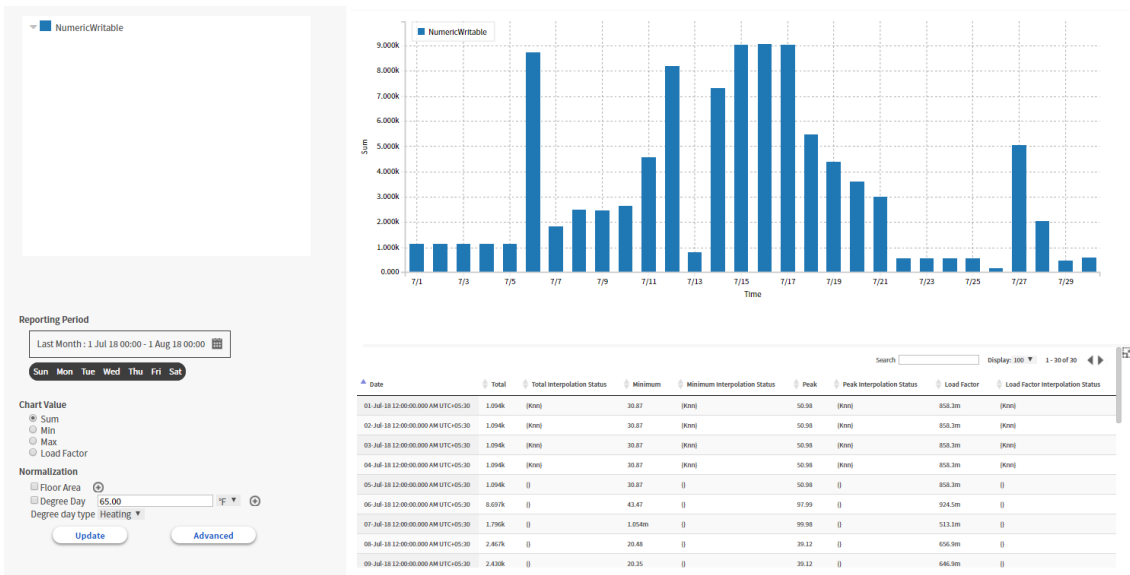 NumericWritable
Reporting Period
Last Month : 1 Jul 18 00:00 - 1 Aug 18 00:00
Sun Mon Tue Wed Thu Fri Sat
Chart Value
Sum
Min
Max
Load Factor
Normalization
Floor Area
Degree Day 65.00 °F
Degree day type Heating
Update Advanced
NumericWritable
9.000k
8.000k
7.000k
6.000k
5.000k
4.000k
3.000k
2.000k
1.000k
0.000
Sum
7/1 7/3 7/5 7/7 7/9 7/11 7/13 7/15 7/17 7/19 7/21 7/23 7/25 7/27 7/29
Time
Search Display: 100 1 - 30 of 30
Date Total Total Interpolation Status Minimum Minimum Interpolation Status Peak Peak Interpolation Status Load Factor Load Factor Interpolation Status
01-Jul-18 12:00:00.000 AM UTC+05:30 1.094k {Knn} 30.87 {Knn} 50.98 {Knn} 858.3m {Knn}
02-Jul-18 12:00:00.000 AM UTC+05:30 1.094k {Knn} 30.87 {Knn} 50.98 {Knn} 858.3m {Knn}
03-Jul-18 12:00:00.000 AM UTC+05:30 1.094k {Knn} 30.87 {Knn} 50.98 {Knn} 858.3m {Knn}
04-Jul-18 12:00:00.000 AM UTC+05:30 1.094k {Knn} 30.87 {Knn} 50.98 {Knn} 858.3m {Knn}
05-Jul-18 12:00:00.000 AM UTC+05:30 1.094k {} 30.87 {} 50.98 {} 858.3m {}
06-Jul-18 12:00:00.000 AM UTC+05:30 8.697k {} 43.47 {} 97.99 {} 924.5m {}
07-Jul-18 12:00:00.000 AM UTC+05:30 1.796k {} 1.054m {} 99.98 {} 513.1m {}
08-Jul-18 12:00:00.000 AM UTC+05:30 2.467k {} 20.48 {} 39.12 {} 656.9m {}
09-Jul-18 12:00:00.000 AM UTC+05:30 2.430k {} 20.35 {} 39.12 {} 646.9m {}